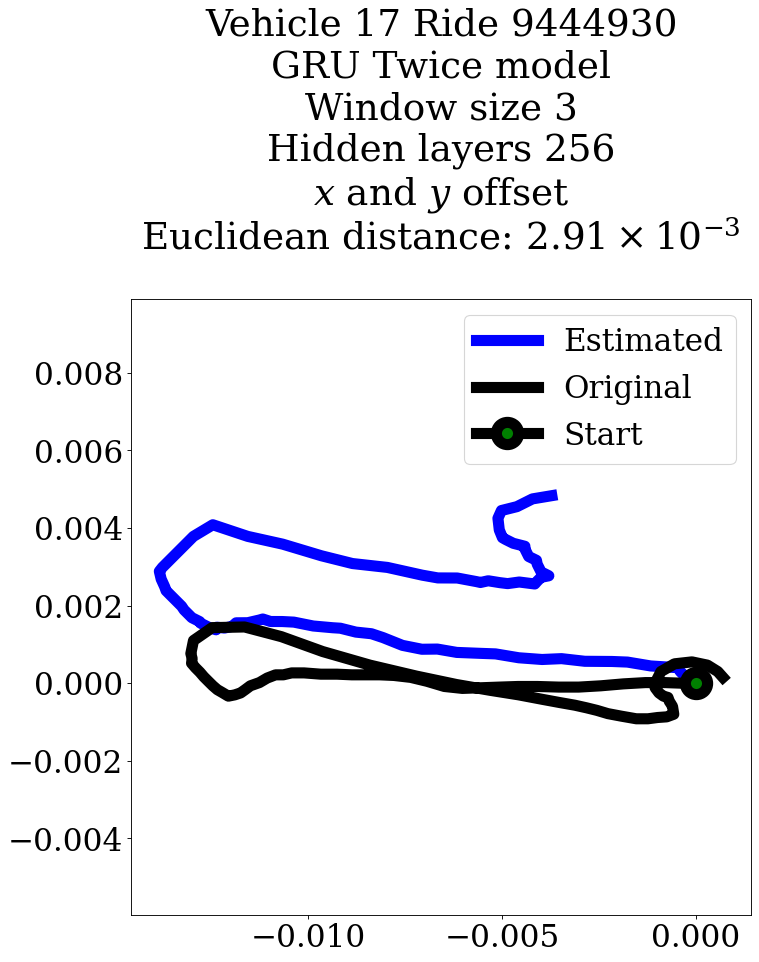 Vehicle 17 Ride 9444930
GRU Twice model
Window size 3
Hidden layers 256
x and y offset
Euclidean distance: 2.91 × 10⁻³
Estimated
Original
Start
0.008
0.006
0.004
0.002
0.000
−0.002
−0.004
−0.010 −0.005 0.000